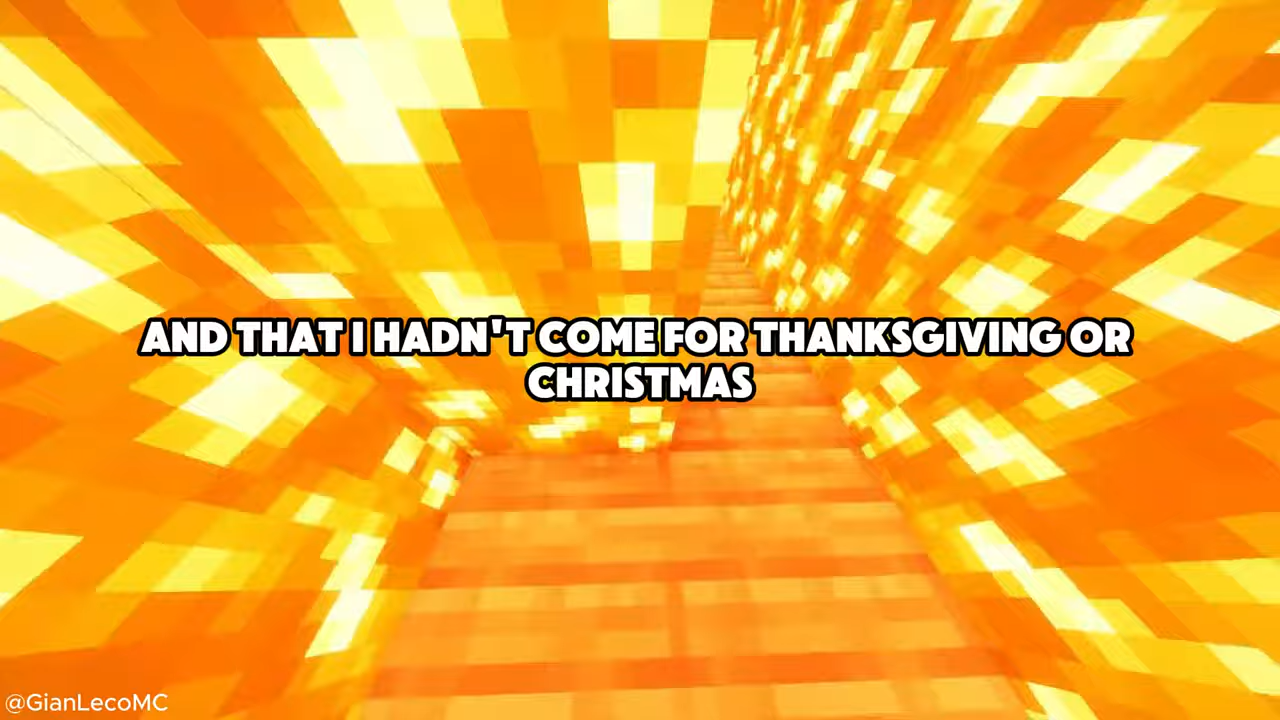 AND THAT I HADN'T COME FOR THANKSGIVING OR
CHRISTMAS
@GianLecoMC